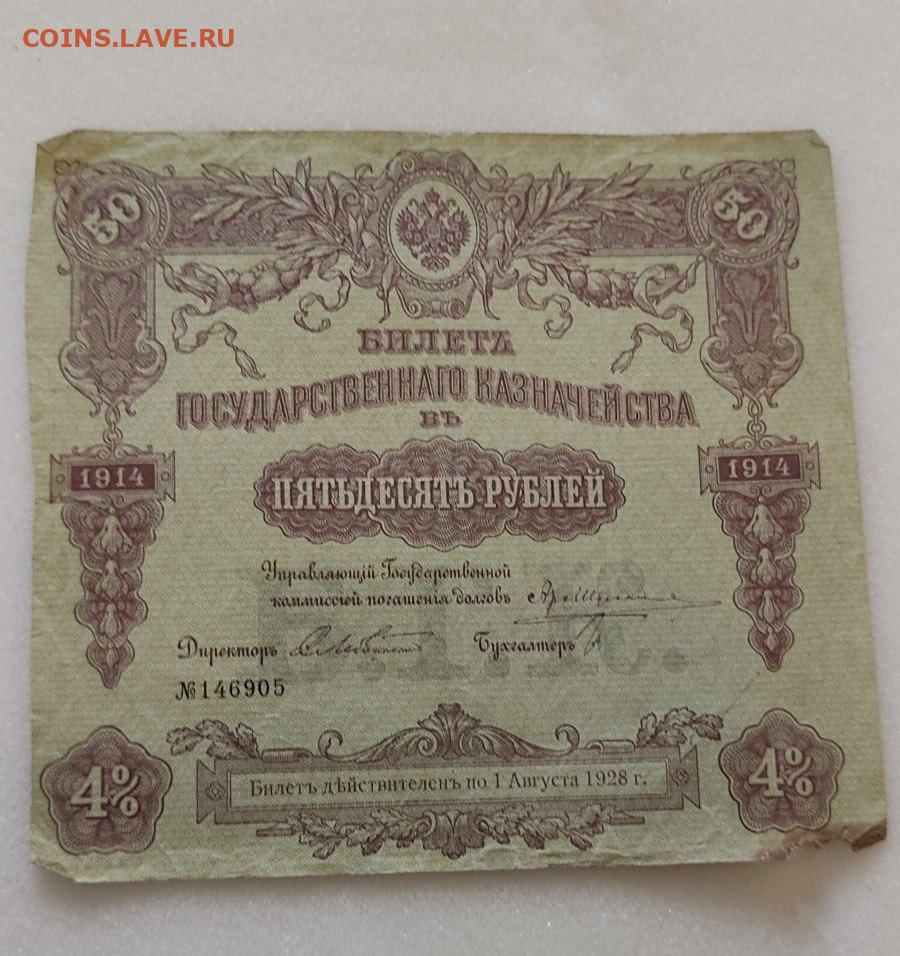 COINS.LAVE.RU
50 50
БИЛЕТЪ
ГОСУДАРСТВЕННАГО КАЗНАЧЕЙСТВА
ВЪ
1914 1914
ПЯТЬДЕСЯТЪ РУБЛЕЙ
Управляющій Государственной
коммиссіей погашенія долговъ
Директоръ Бухгалтеръ
№146905
4% 4%
Билетъ дѣйствителенъ по 1 Августа 1928 г.